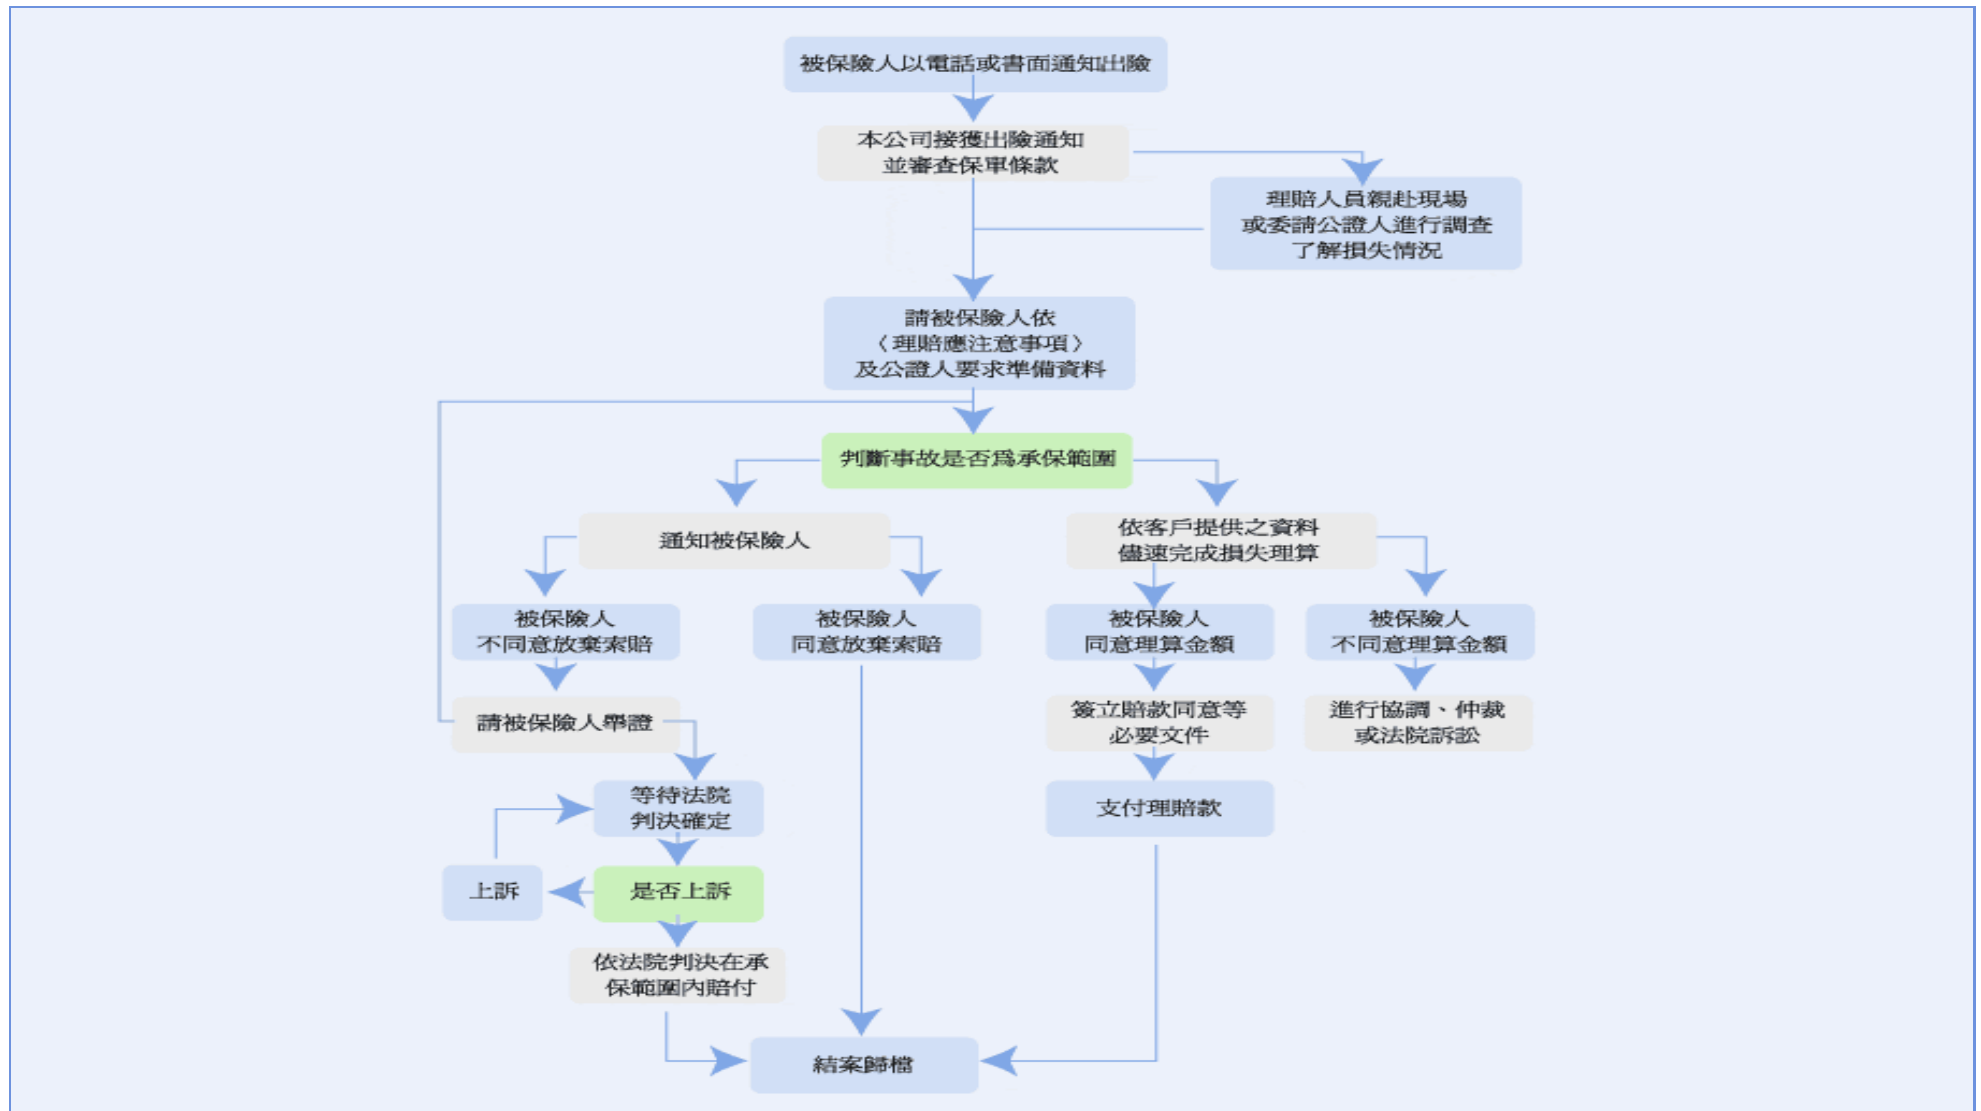 被保險人以電話或書面通知出險
本公司接獲出險通知
並審查保單條款
理賠人員親赴現場
或委請公證人進行調查
了解損失情況
請被保險人依
〈理賠應注意事項〉
及公證人要求準備資料
判斷事故是否為承保範圍
通知被保險人
依客戶提供之資料
儘速完成損失理算
被保險人
不同意放棄索賠
被保險人
同意放棄索賠
被保險人
同意理算金額
被保險人
不同意理算金額
請被保險人舉證
簽立賠款同意等
必要文件
進行協調、仲裁
或法院訴訟
等待法院
判決確定
支付理賠款
上訴
是否上訴
依法院判決在承
保範圍內賠付
結案歸檔